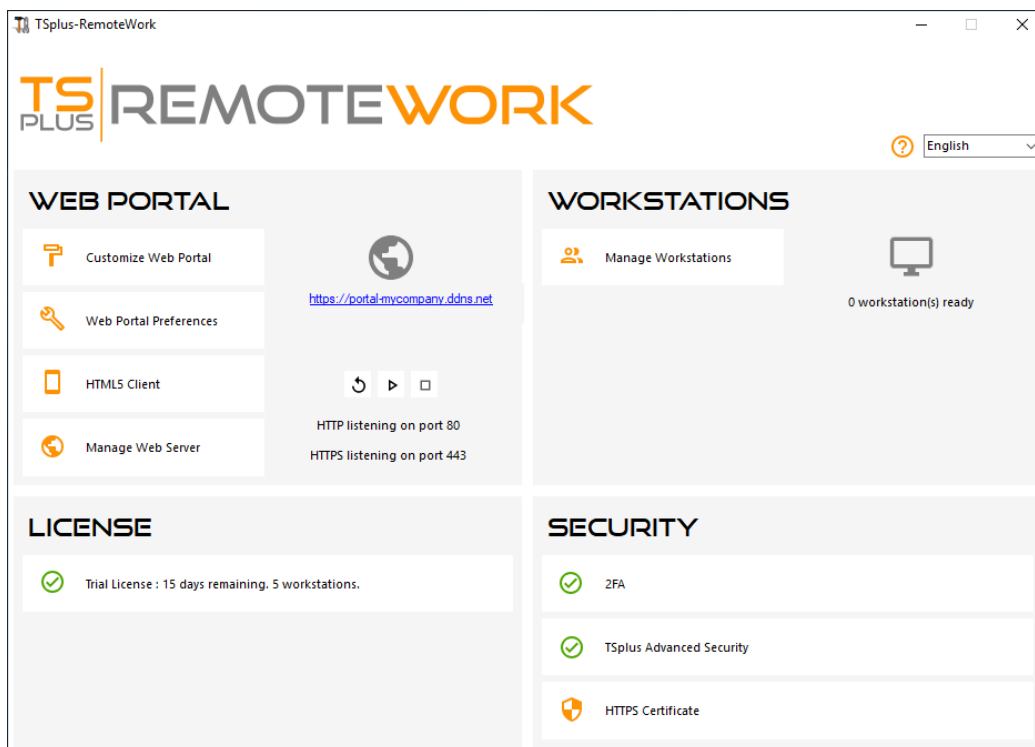 TSplus-RemoteWork
TS PLUS REMOTEWORK
English
WEB PORTAL
Customize Web Portal
https://portal-mycompany.ddns.net
Web Portal Preferences
HTML5 Client
HTTP listening on port 80
Manage Web Server
HTTPS listening on port 443
WORKSTATIONS
Manage Workstations
0 workstation(s) ready
LICENSE
Trial License : 15 days remaining. 5 workstations.
SECURITY
2FA
TSplus Advanced Security
HTTPS Certificate